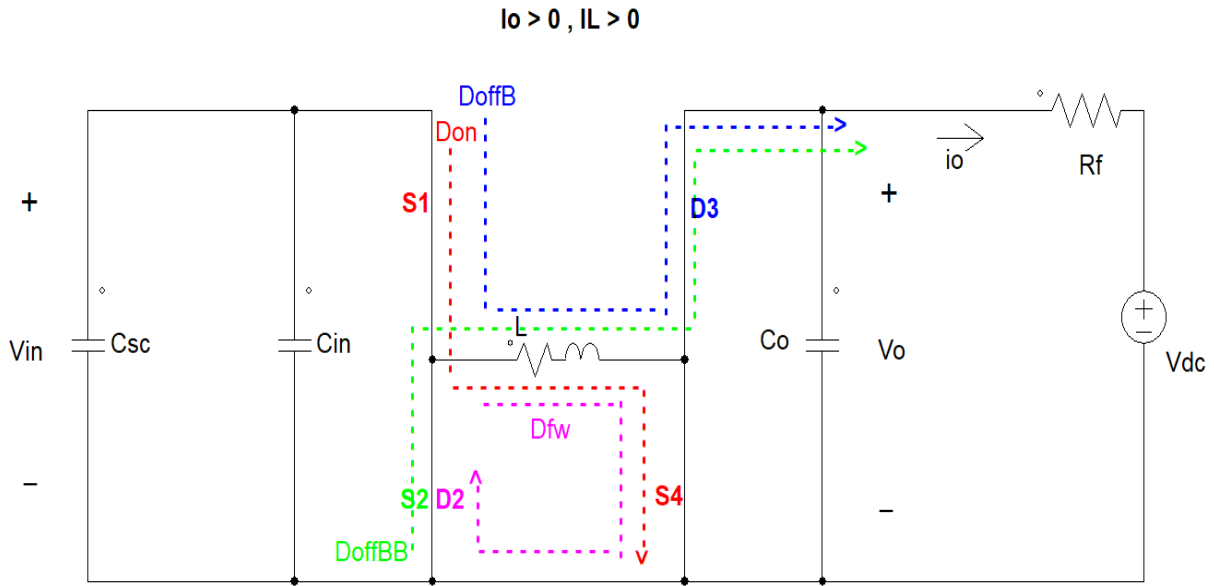 Io > 0 , IL > 0
DoffB
Don
io
Rf
+
S1
D3
+
Vin
Csc
Cin
L
Co
Vo
+
−
Vdc
Dfw
−
S2 D2
S4
−
DoffBB